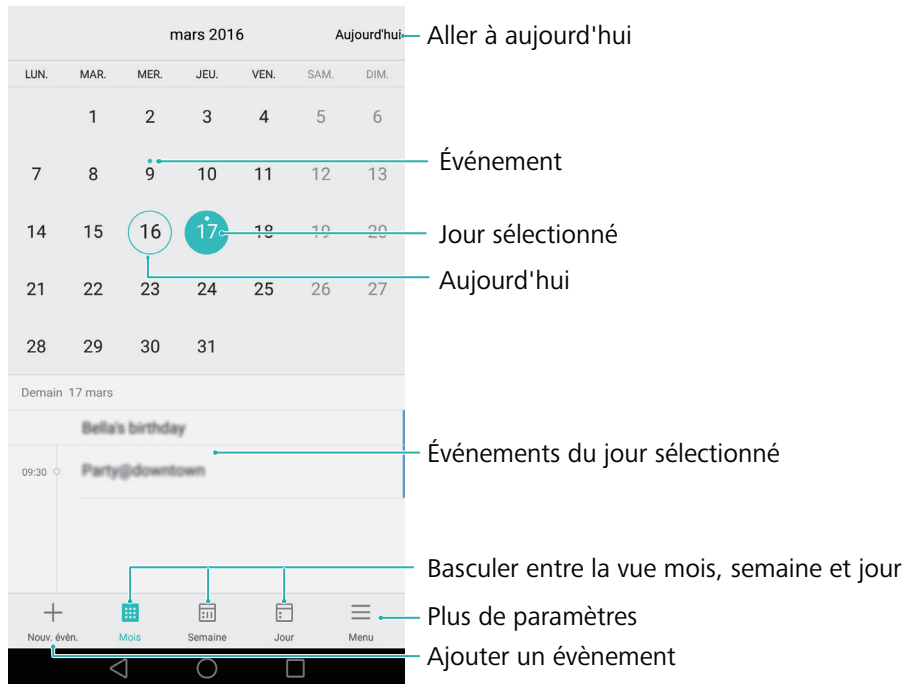 mars 2016 Aujourd'hui Aller à aujourd'hui
LUN. MAR. MER. JEU. VEN. SAM. DIM.
1 2 3 4 5 6
Événement
7 8 9 10 11 12 13
14 15 16 17 18 19 20 Jour sélectionné
Aujourd'hui
21 22 23 24 25 26 27
28 29 30 31
Demain 17 mars
Bella's birthday
Événements du jour sélectionné
09:30 Party@downtown
Basculer entre la vue mois, semaine et jour
Plus de paramètres
Nouv. évèn. Mois Semaine Jour Menu
Ajouter un évènement